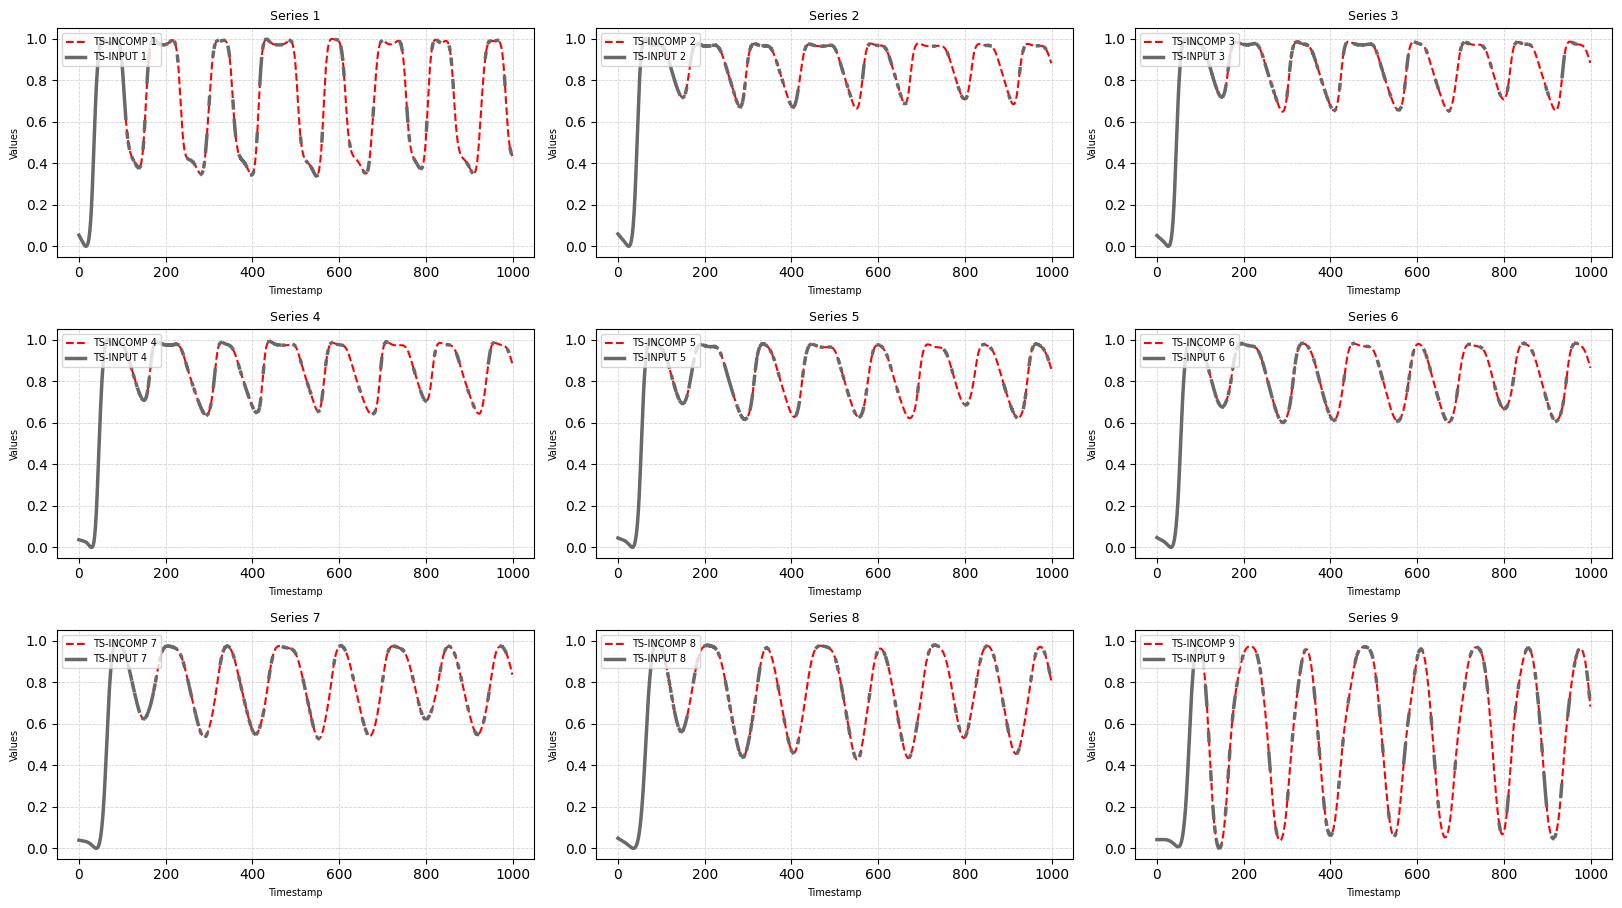 Series 1
TS-INCOMP 1
TS-INPUT 1
Values
1.0
0.8
0.6
0.4
0.2
0.0
0 200 400 600 800 1000
Timestamp
Series 2
TS-INCOMP 2
TS-INPUT 2
Values
1.0
0.8
0.6
0.4
0.2
0.0
0 200 400 600 800 1000
Timestamp
Series 3
TS-INCOMP 3
TS-INPUT 3
Values
1.0
0.8
0.6
0.4
0.2
0.0
0 200 400 600 800 1000
Timestamp
Series 4
TS-INCOMP 4
TS-INPUT 4
Values
1.0
0.8
0.6
0.4
0.2
0.0
0 200 400 600 800 1000
Timestamp
Series 5
TS-INCOMP 5
TS-INPUT 5
Values
1.0
0.8
0.6
0.4
0.2
0.0
0 200 400 600 800 1000
Timestamp
Series 6
TS-INCOMP 6
TS-INPUT 6
Values
1.0
0.8
0.6
0.4
0.2
0.0
0 200 400 600 800 1000
Timestamp
Series 7
TS-INCOMP 7
TS-INPUT 7
Values
1.0
0.8
0.6
0.4
0.2
0.0
0 200 400 600 800 1000
Timestamp
Series 8
TS-INCOMP 8
TS-INPUT 8
Values
1.0
0.8
0.6
0.4
0.2
0.0
0 200 400 600 800 1000
Timestamp
Series 9
TS-INCOMP 9
TS-INPUT 9
Values
1.0
0.8
0.6
0.4
0.2
0.0
0 200 400 600 800 1000
Timestamp